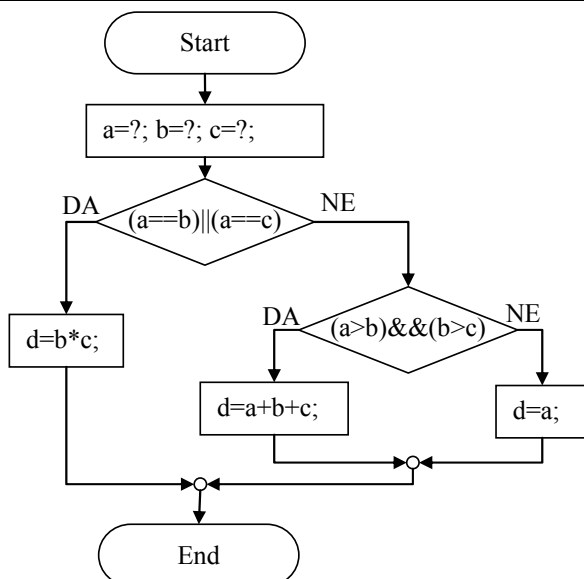 Start
a=?; b=?; c=?;
DA
NE
(a==b)||(a==c)
DA
NE
(a>b)&&(b>c)
d=b*c;
d=a+b+c;
d=a;
End